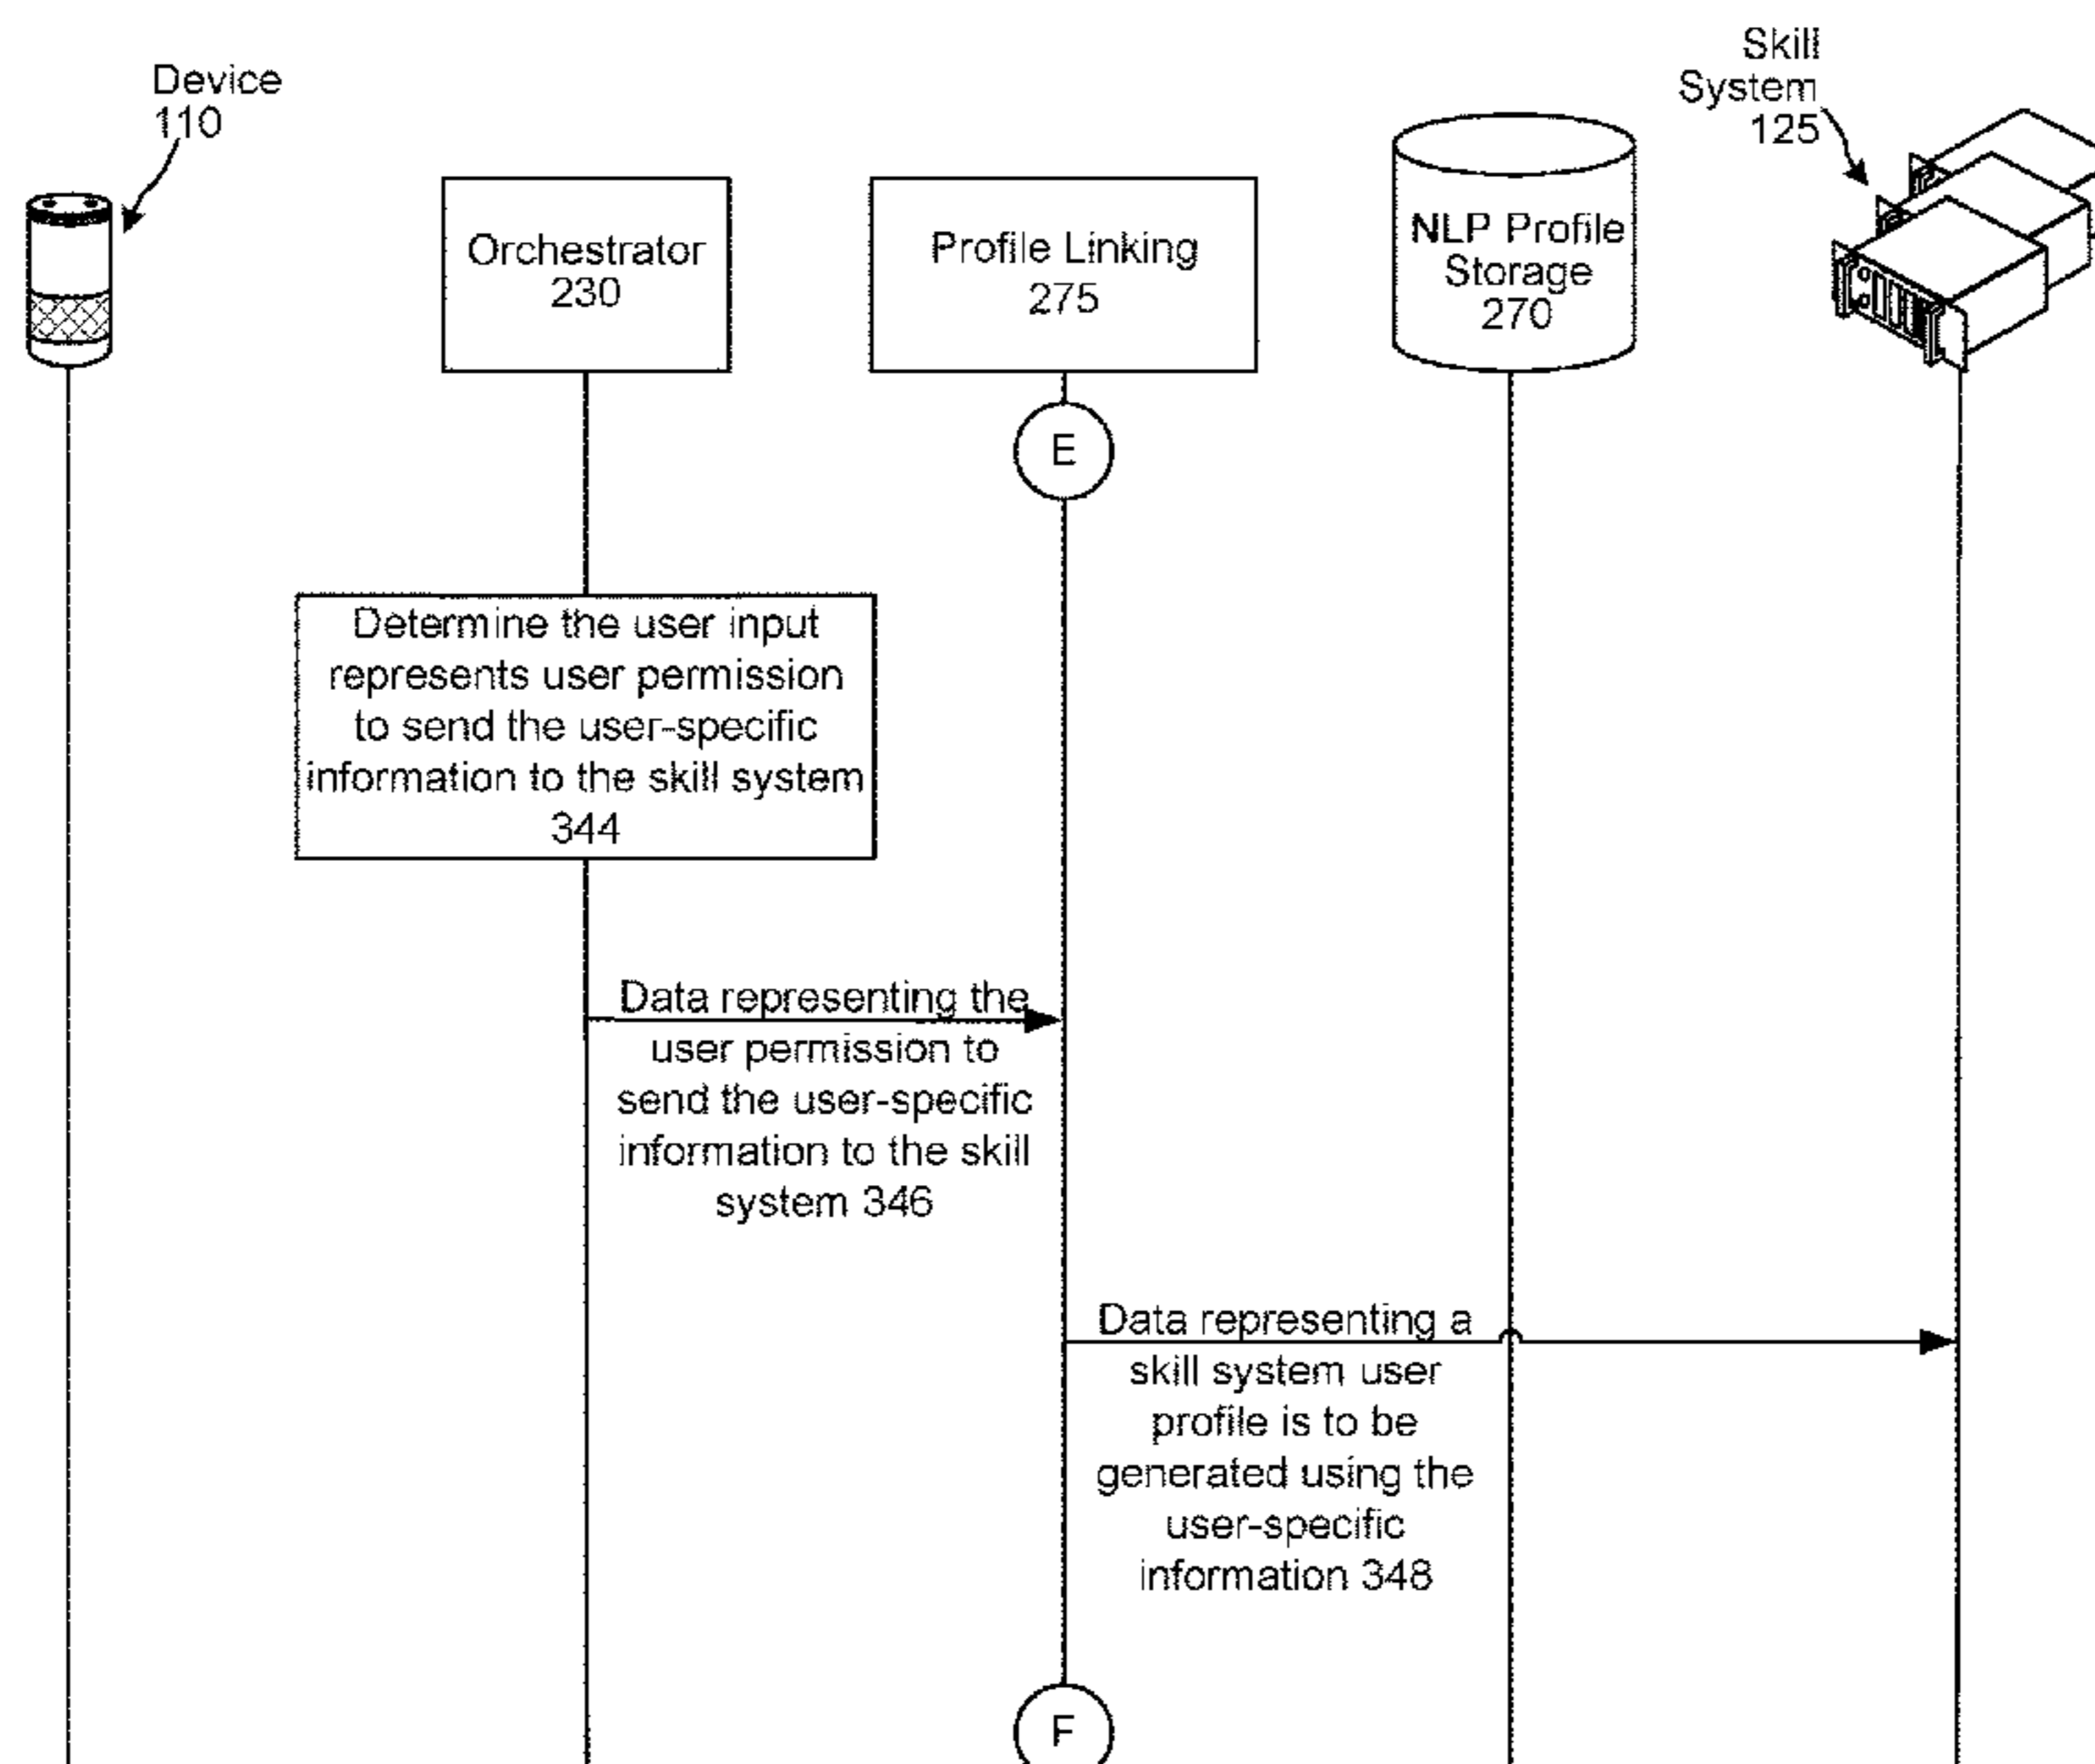 Device
110
Skill
System
125
Orchestrator
230
Profile Linking
275
NLP Profile
Storage
270
E
Determine the user input
represents user permission
to send the user-specific
information to the skill system
344
Data representing the
user permission to
send the user-specific
information to the skill
system 346
Data representing a
skill system user
profile is to be
generated using the
user-specific
information 348
F